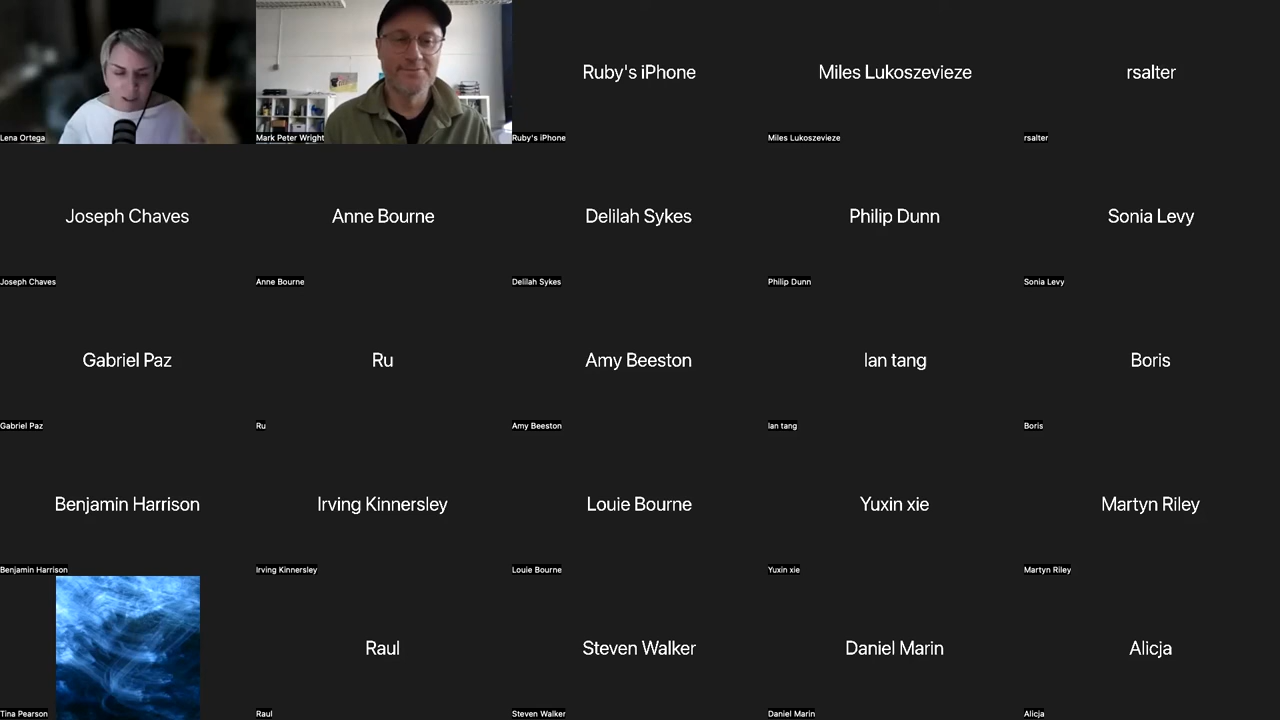 Lena Ortega
Mark Peter Wright
Ruby's iPhone
Ruby's iPhone
Miles Lukoszevieze
Miles Lukoszevieze
rsalter
rsalter
Joseph Chaves
Joseph Chaves
Anne Bourne
Anne Bourne
Delilah Sykes
Delilah Sykes
Philip Dunn
Philip Dunn
Sonia Levy
Sonia Levy
Gabriel Paz
Gabriel Paz
Ru
Ru
Amy Beeston
Amy Beeston
lan tang
lan tang
Boris
Boris
Benjamin Harrison
Benjamin Harrison
Irving Kinnersley
Irving Kinnersley
Louie Bourne
Louie Bourne
Yuxin xie
Yuxin xie
Martyn Riley
Martyn Riley
Tina Pearson
Raul
Raul
Steven Walker
Steven Walker
Daniel Marin
Daniel Marin
Alicja
Alicja